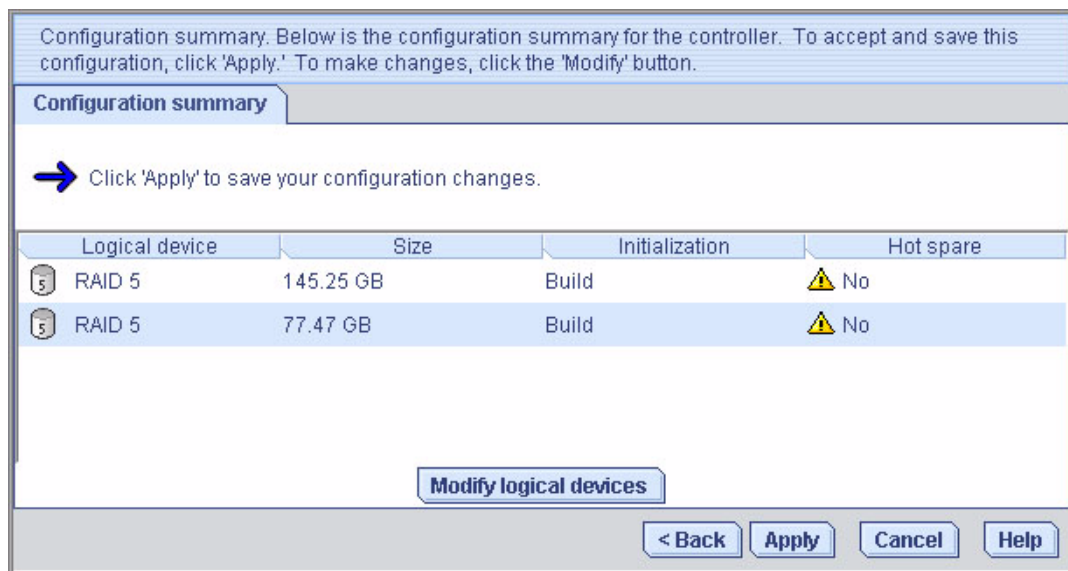 Configuration summary. Below is the configuration summary for the controller.  To accept and save this
configuration, click 'Apply.'  To make changes, click the 'Modify' button.
Configuration summary
Click 'Apply' to save your configuration changes.
Logical device Size Initialization Hot spare
5 RAID 5 145.25 GB Build No
5 RAID 5 77.47 GB Build No
Modify logical devices
< Back Apply Cancel Help